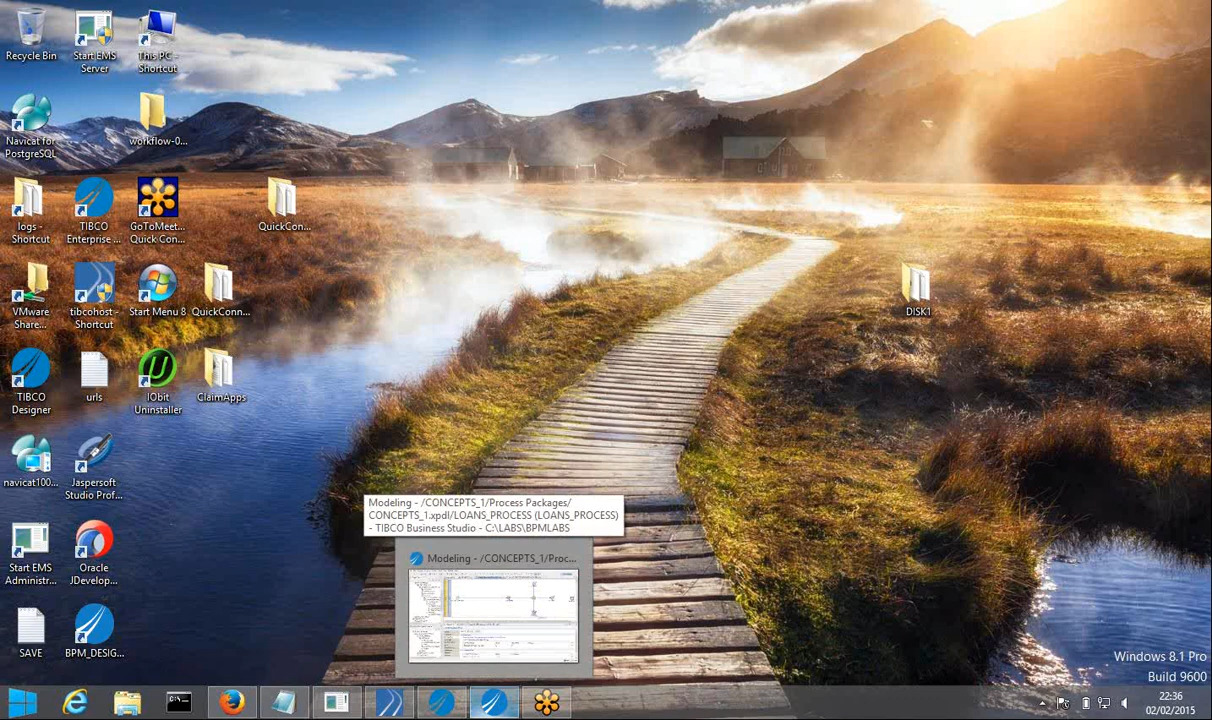 Recycle Bin
Start EMS
Server
This PC -
Shortcut
Navicat for
PostgreSQL
workflow-0...
logs -
Shortcut
TIBCO
Enterprise ...
GoToMeet...
Quick Con...
QuickCon...
VMware
Share...
tibcohost -
Shortcut
Start Menu 8
QuickConn...
DISK1
TIBCO
Designer
urls
IObit
Uninstaller
ClaimApps
navicat100...
Jaspersoft
Studio Prof...
Modeling - /CONCEPTS_1/Process Packages/
CONCEPTS_1.xpdl/LOANS_PROCESS (LOANS_PROCESS)
- TIBCO Business Studio - C:\LABS\BPMLABS
Modeling - /CONCEPTS_1/Proc...
Start EMS
Administr...
Oracle
JDevelop...
SAVE
BPM_DESIG...
Windows 8.1 Pro
Build 9600
22:36
02/02/2015